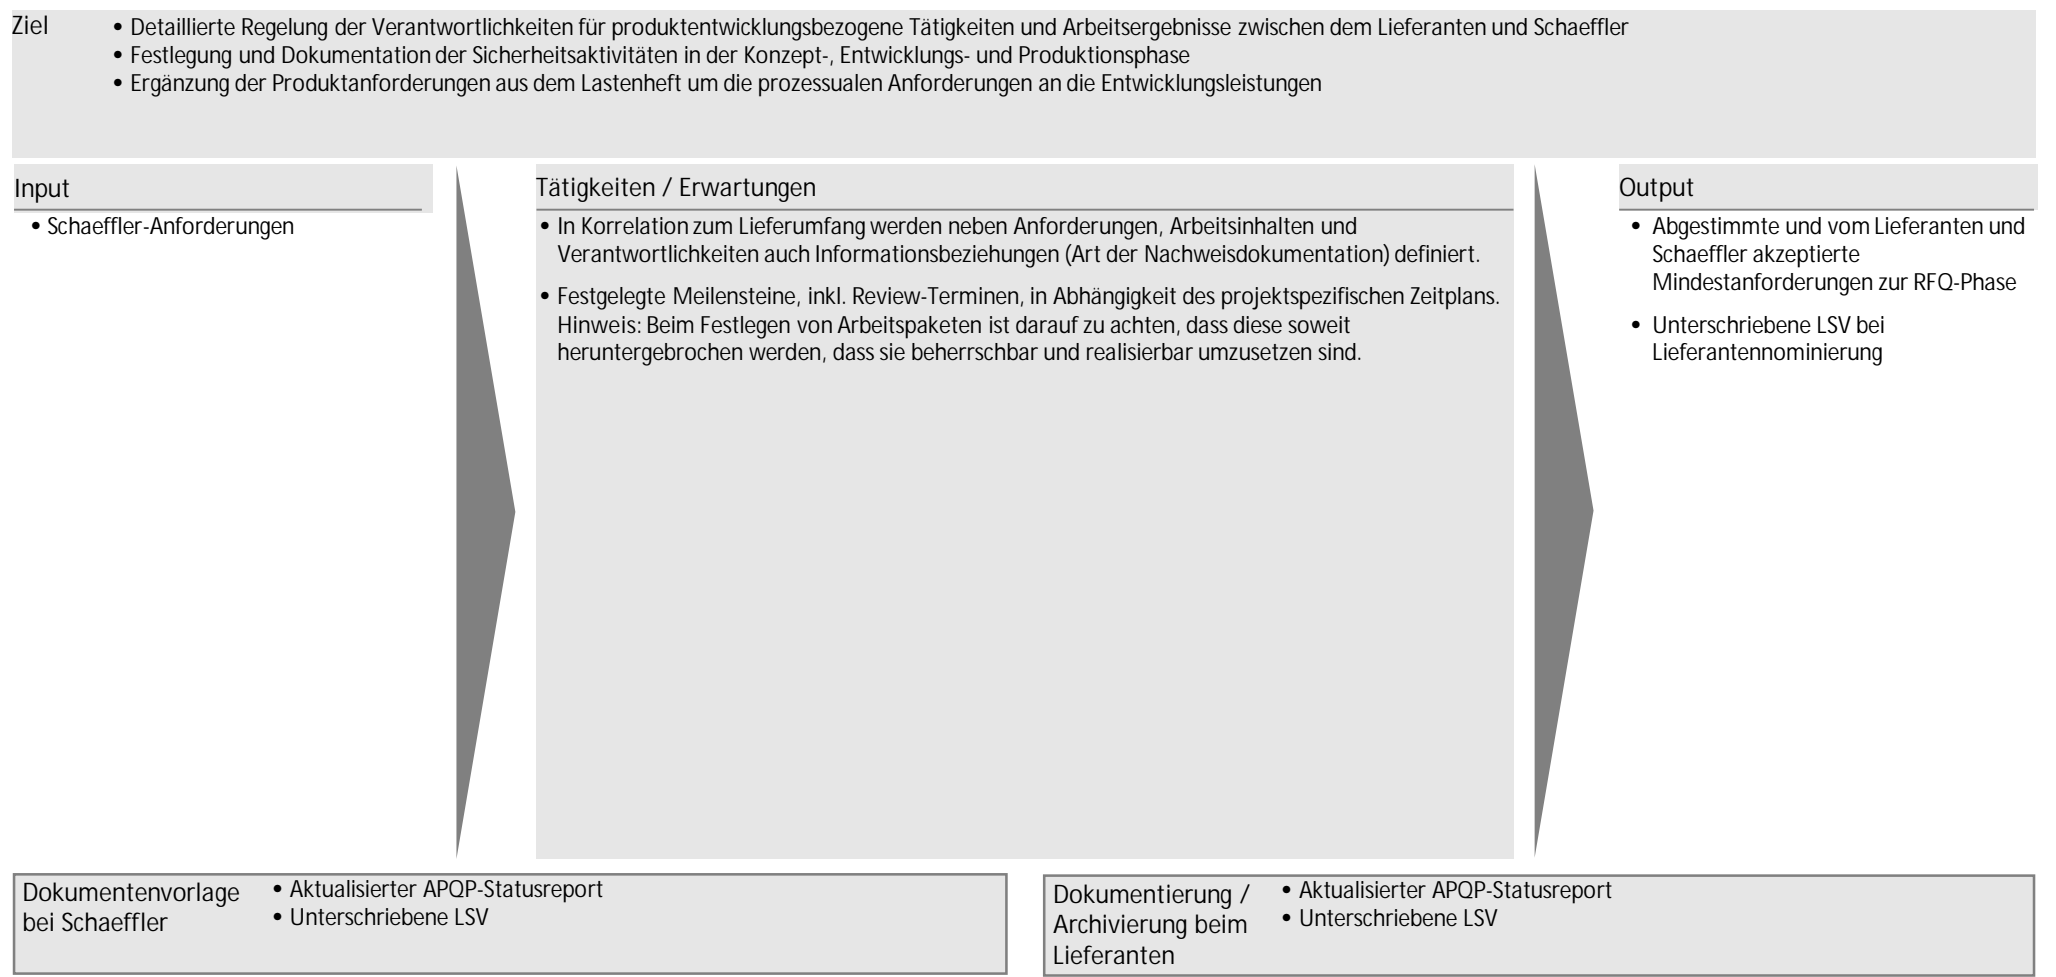 Ziel
• Detaillierte Regelung der Verantwortlichkeiten für produktentwicklungsbezogene Tätigkeiten und Arbeitsergebnisse zwischen dem Lieferanten und Schaeffler
• Festlegung und Dokumentation der Sicherheitsaktivitäten in der Konzept-, Entwicklungs- und Produktionsphase
• Ergänzung der Produktanforderungen aus dem Lastenheft um die prozessualen Anforderungen an die Entwicklungsleistungen
Input
• Schaeffler-Anforderungen
Tätigkeiten / Erwartungen
• In Korrelation zum Lieferumfang werden neben Anforderungen, Arbeitsinhalten und
Verantwortlichkeiten auch Informationsbeziehungen (Art der Nachweisdokumentation) definiert.
• Festgelegte Meilensteine, inkl. Review-Terminen, in Abhängigkeit des projektspezifischen Zeitplans.
Hinweis: Beim Festlegen von Arbeitspaketen ist darauf zu achten, dass diese soweit
heruntergebrochen werden, dass sie beherrschbar und realisierbar umzusetzen sind.
Output
• Abgestimmte und vom Lieferanten und
Schaeffler akzeptierte
Mindestanforderungen zur RFQ-Phase
• Unterschriebene LSV bei
Lieferantennominierung
Dokumentenvorlage
bei Schaeffler
• Aktualisierter APQP-Statusreport
• Unterschriebene LSV
Dokumentierung /
Archivierung beim
Lieferanten
• Aktualisierter APQP-Statusreport
• Unterschriebene LSV